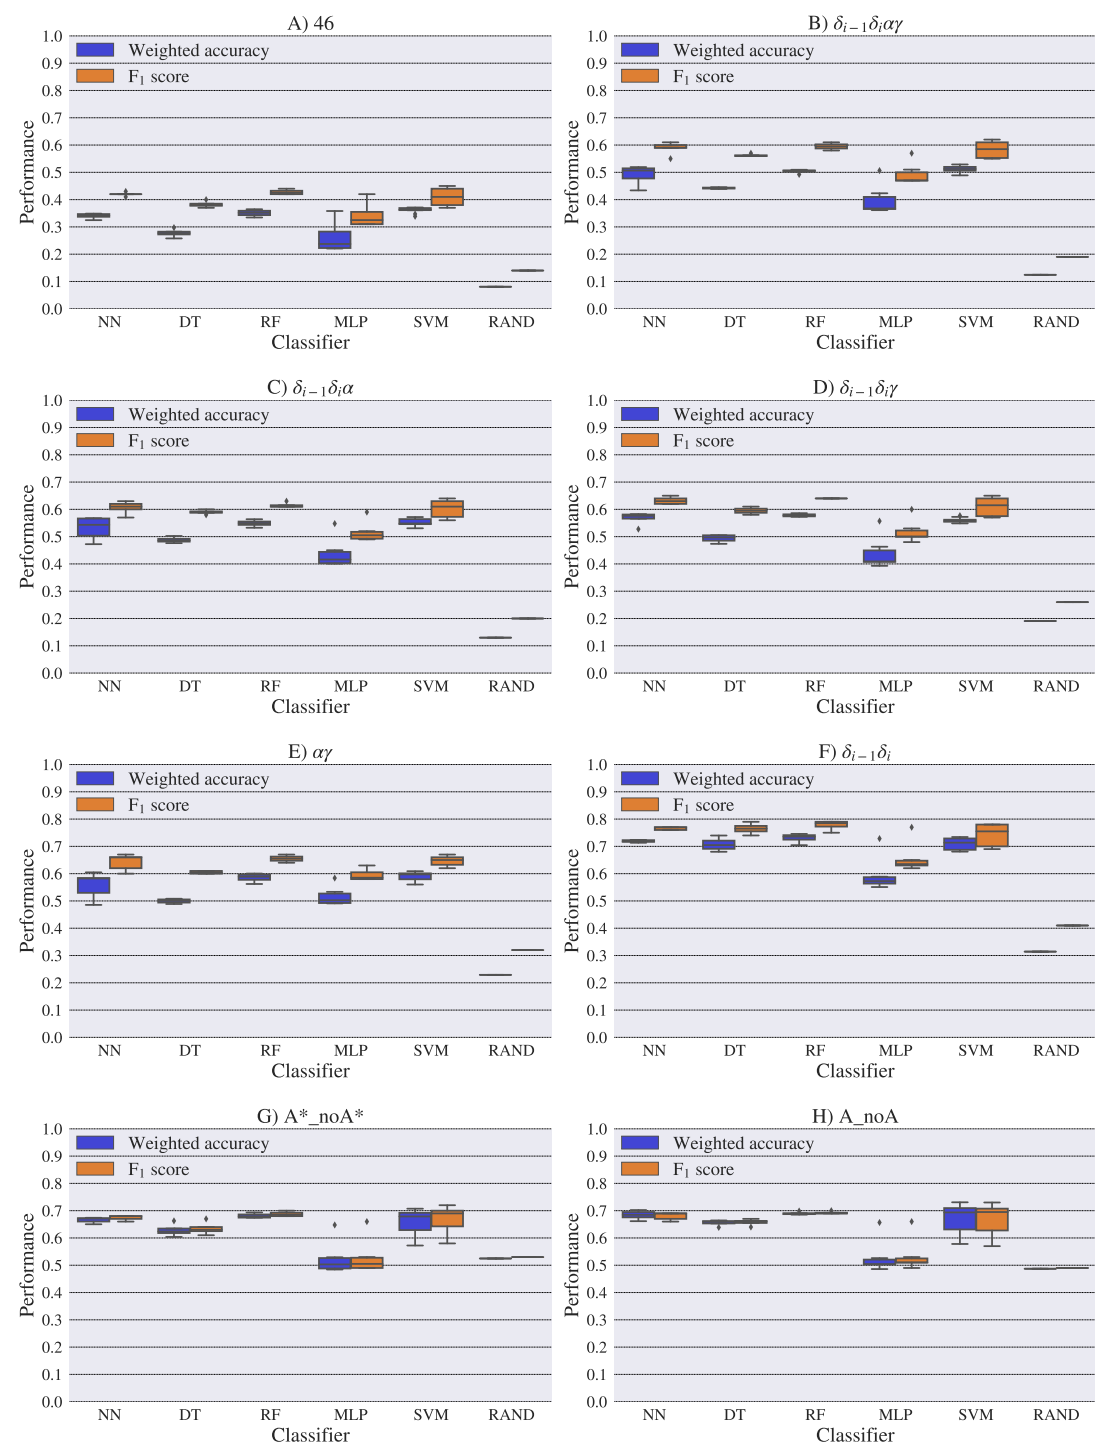 A) 46
1.0
0.9
0.8
0.7
0.6
0.5
0.4
0.3
0.2
0.1
0.0
Performance
Weighted accuracy
F₁ score
NN DT RF MLP SVM RAND
Classifier
B) δᵢ₋₁δᵢαγ
1.0
0.9
0.8
0.7
0.6
0.5
0.4
0.3
0.2
0.1
0.0
Performance
Weighted accuracy
F₁ score
NN DT RF MLP SVM RAND
Classifier
C) δᵢ₋₁δᵢα
1.0
0.9
0.8
0.7
0.6
0.5
0.4
0.3
0.2
0.1
0.0
Performance
Weighted accuracy
F₁ score
NN DT RF MLP SVM RAND
Classifier
D) δᵢ₋₁δᵢγ
1.0
0.9
0.8
0.7
0.6
0.5
0.4
0.3
0.2
0.1
0.0
Performance
Weighted accuracy
F₁ score
NN DT RF MLP SVM RAND
Classifier
E) αγ
1.0
0.9
0.8
0.7
0.6
0.5
0.4
0.3
0.2
0.1
0.0
Performance
Weighted accuracy
F₁ score
NN DT RF MLP SVM RAND
Classifier
F) δᵢ₋₁δᵢ
1.0
0.9
0.8
0.7
0.6
0.5
0.4
0.3
0.2
0.1
0.0
Performance
Weighted accuracy
F₁ score
NN DT RF MLP SVM RAND
Classifier
G) A*_noA*
1.0
0.9
0.8
0.7
0.6
0.5
0.4
0.3
0.2
0.1
0.0
Performance
Weighted accuracy
F₁ score
NN DT RF MLP SVM RAND
Classifier
H) A_noA
1.0
0.9
0.8
0.7
0.6
0.5
0.4
0.3
0.2
0.1
0.0
Performance
Weighted accuracy
F₁ score
NN DT RF MLP SVM RAND
Classifier